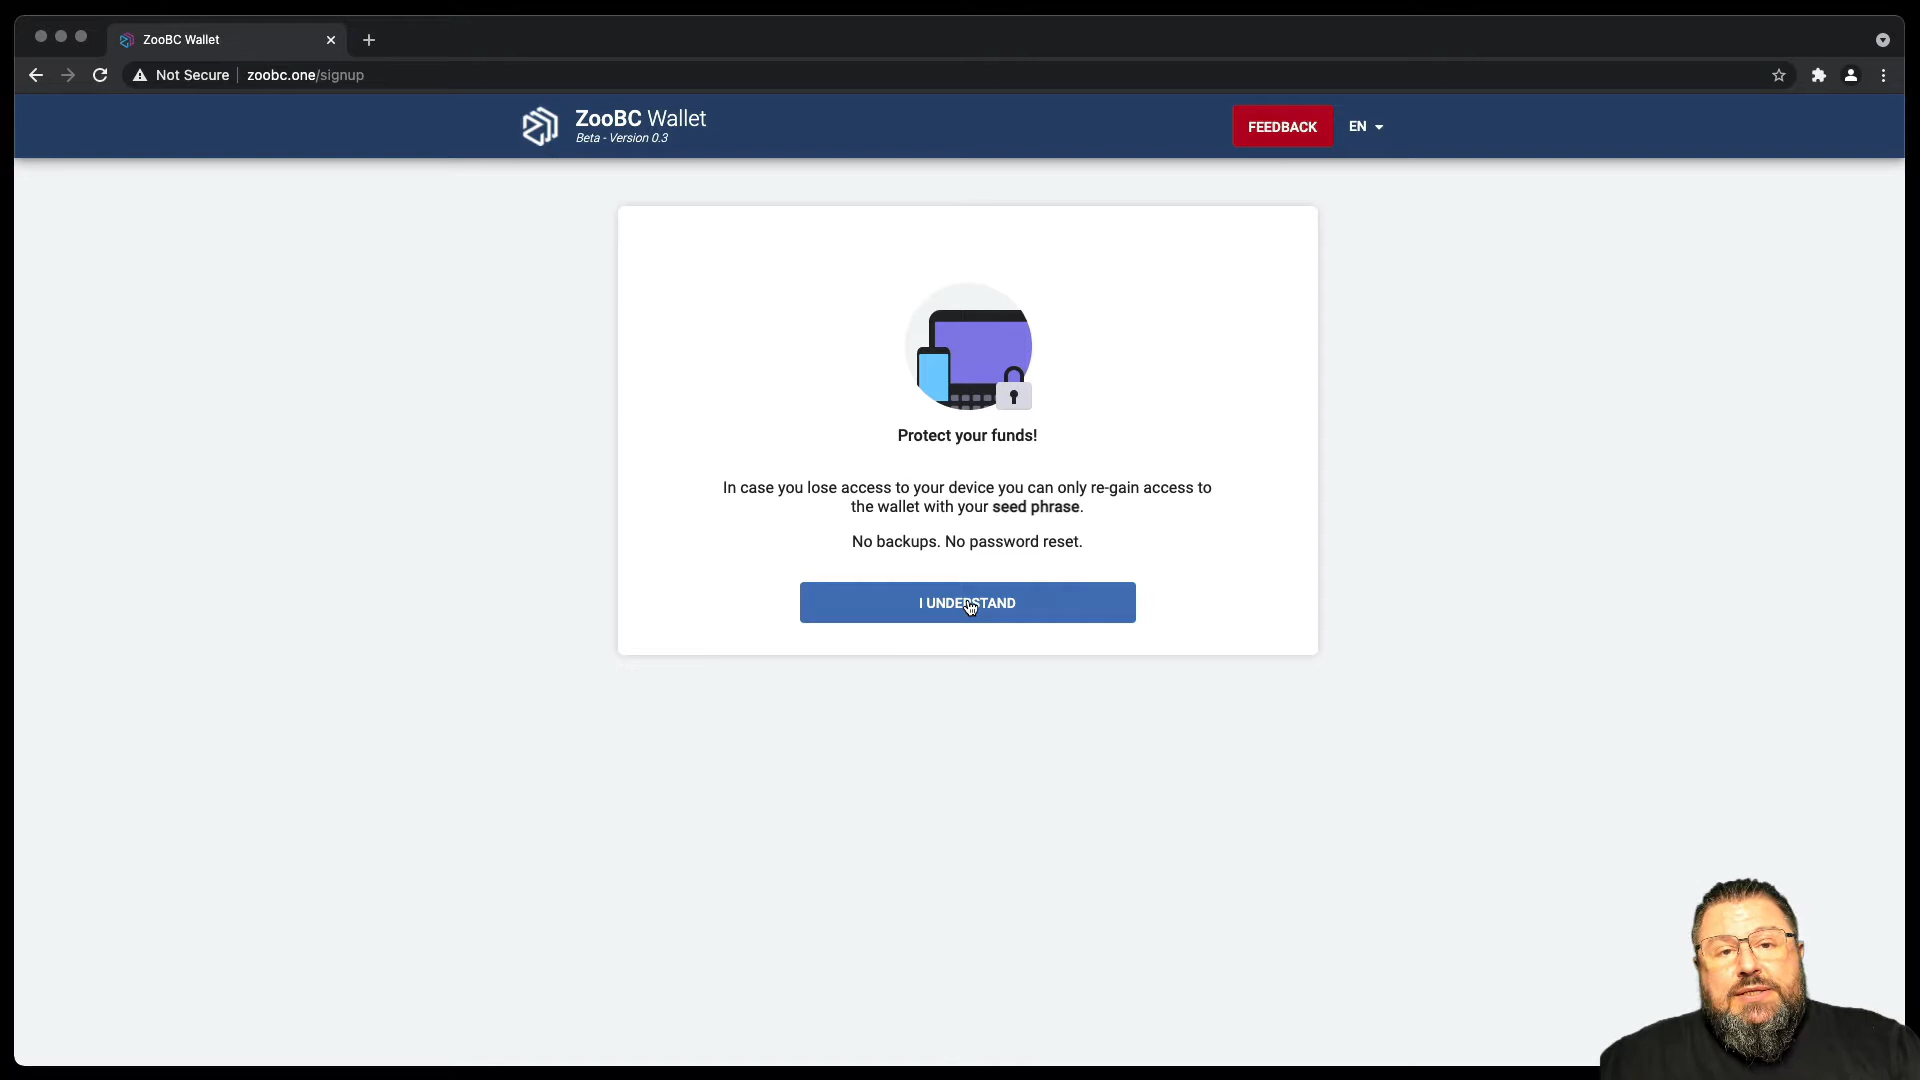 ZooBC Wallet
Not Secure
zoobc.one/signup
ZooBC Wallet
Beta - Version 0.3
FEEDBACK
EN
Protect your funds!
In case you lose access to your device you can only re-gain access to
the wallet with your seed phrase.
No backups. No password reset.
I UNDERSTAND